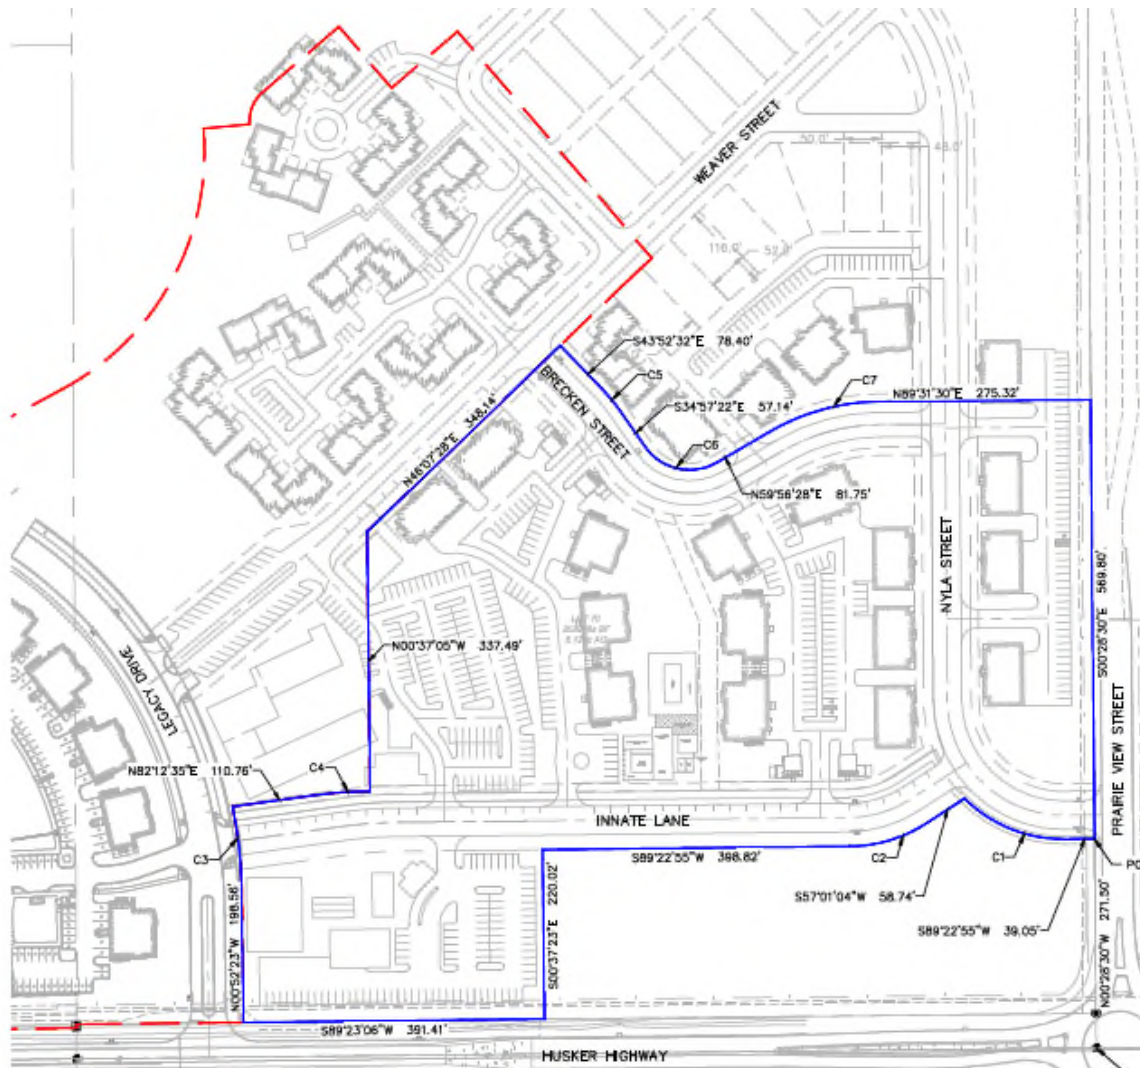 WEAVER STREET
50.0'
48.0'
110.0'
52.0'
S43°52'32"E 78.40'
C5
BRECKEN STREET
S34°57'22"E 57.14'
C7
N89°31'30"E 275.32'
C6
N59°56'28"E 81.75'
N46°07'28"E 348.14'
NYLA STREET
S00°28'30"E 569.80'
N00°37'05"W 337.49'
LEGACY DRIVE
N82°12'35"E 110.76'
C4
PRAIRIE VIEW STREET
INNATE LANE
C3
S89°22'55"W 398.82'
C2
C1
PO
S57°01'04"W 58.74'
S89°22'55"W 39.05'
N00°52'23"W 198.56'
S00°37'23"E 220.02'
N00°28'30"W 271.50'
S89°23'06"W 391.41'
HUSKER HIGHWAY